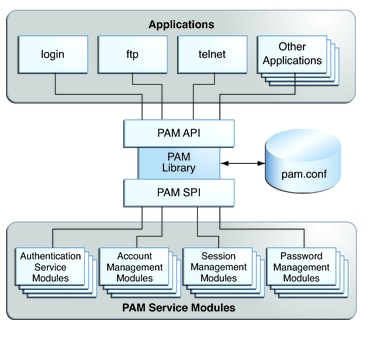 Applications
login
ftp
telnet
Other
Applications
PAM API
PAM
Library
pam.conf
PAM SPI
Authentication
Service
Modules
Account
Management
Modules
Session
Management
Modules
Password
Management
Modules
PAM Service Modules